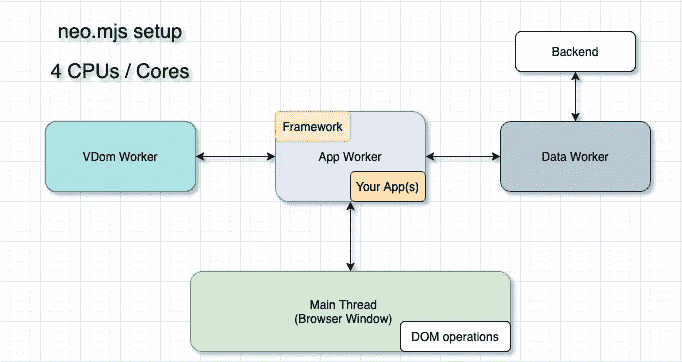 neo.mjs setup
4 CPUs / Cores
Backend
Framework
VDom Worker
App Worker
Data Worker
Your App(s)
Main Thread
(Browser Window)
DOM operations